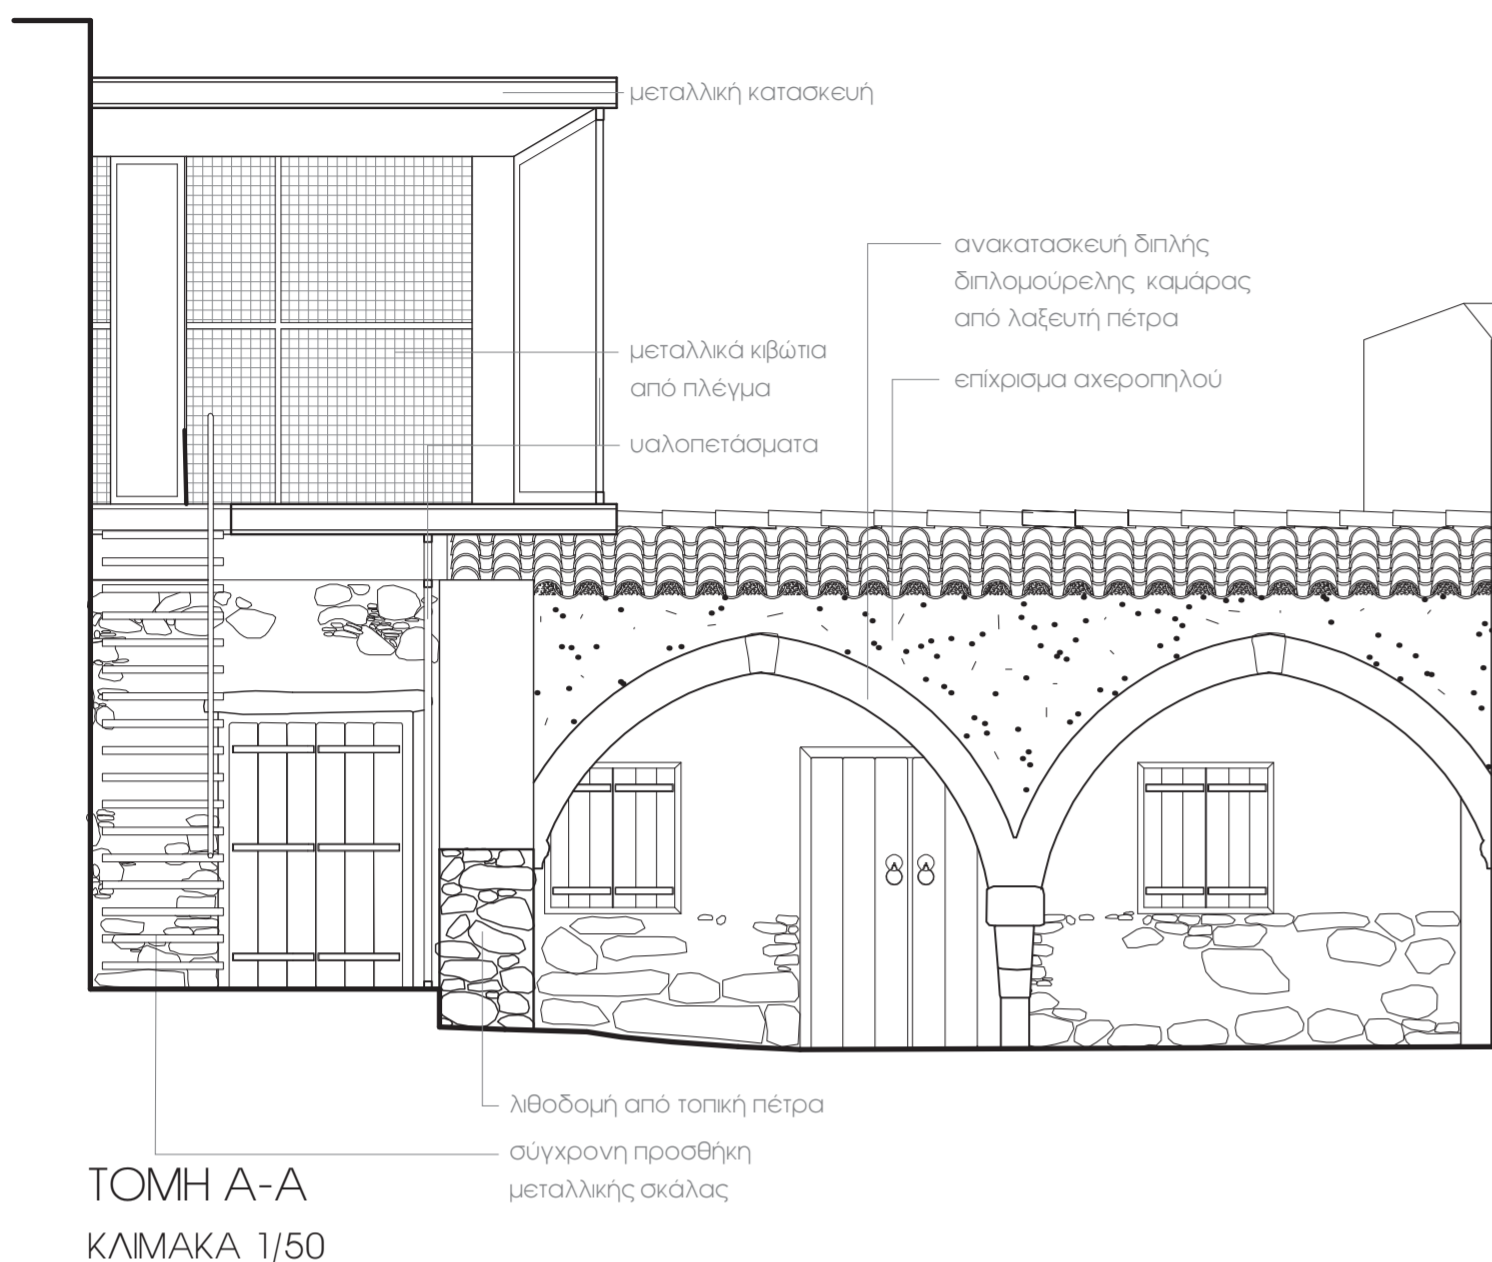 μεταλλική κατασκευή
ανακατασκευή διπλής
διπλομούρελης καμάρας
από λαξευτή πέτρα
μεταλλικά κιβώτια
από πλέγμα
επίχρισμα αχεροπηλού
υαλοπετάσματα
λιθοδομή από τοπική πέτρα
σύγχρονη προσθήκη
μεταλλικής σκάλας
ΤΟΜΗ Α-Α
ΚΛΙΜΑΚΑ 1/50